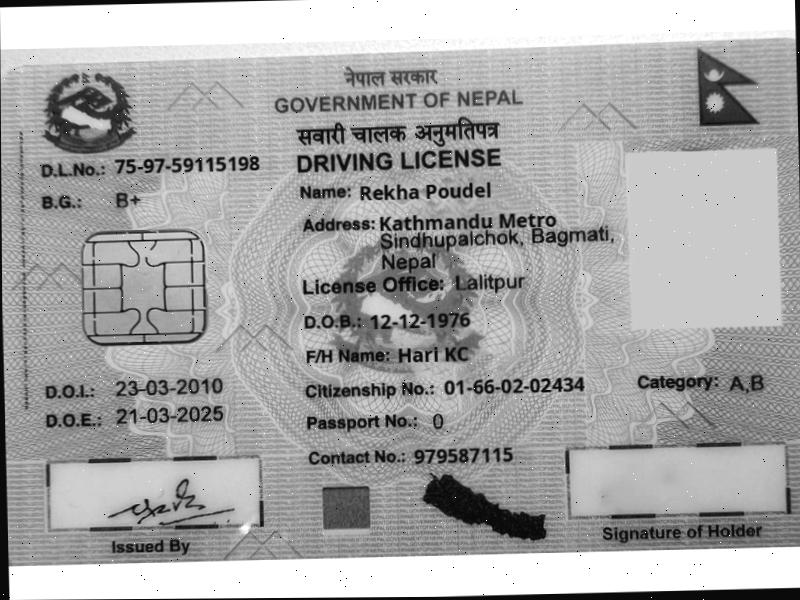 नेपाल सरकार
GOVERNMENT OF NEPAL
सवारी चालक अनुमतिपत्र
DRIVING LICENSE
D.L.No.: 75-97-59115198
B.G.: B+
Name: Rekha Poudel
Address: Kathmandu Metro
Sindhupalchok, Bagmati,
Nepal
License Office: Lalitpur
D.O.B.: 12-12-1976
F/H Name: Hari KC
D.O.I.: 23-03-2010
Citizenship No.: 01-66-02-02434
Category: A,B
D.O.E.: 21-03-2025
Passport No.: 0
Contact No.: 979587115
Issued By
Signature of Holder